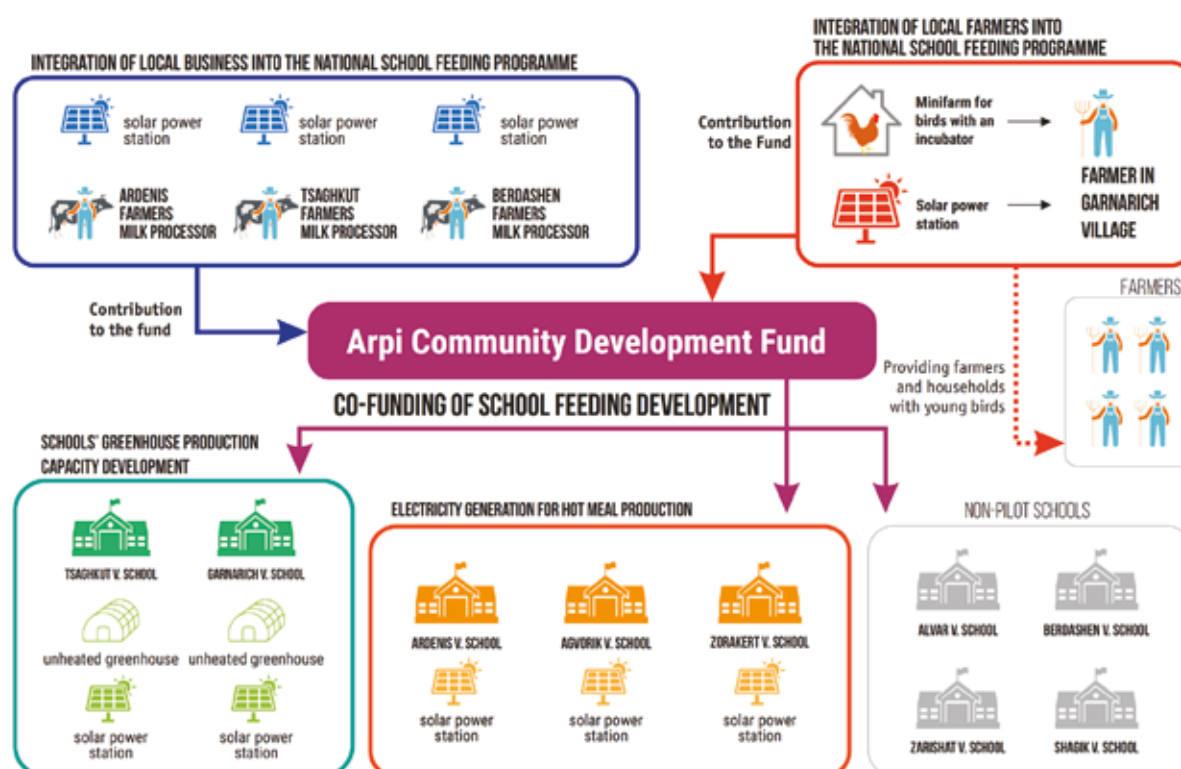 INTEGRATION OF LOCAL BUSINESS INTO THE NATIONAL SCHOOL FEEDING PROGRAMME
solar power
station
solar power
station
solar power
station
ARDENIS
FARMERS
MILK PROCESSOR
TSAGHKUT
FARMERS
MILK PROCESSOR
BERDASHEN
FARMERS
MILK PROCESSOR
Contribution
to the fund
INTEGRATION OF LOCAL FARMERS INTO
THE NATIONAL SCHOOL FEEDING PROGRAMME
Contribution
to the Fund
Minifarm for
birds with an
incubator
Solar power
station
FARMER IN
GARNARICH
VILLAGE
FARMERS
Providing farmers
and households
with young birds
Arpi Community Development Fund
CO-FUNDING OF SCHOOL FEEDING DEVELOPMENT
SCHOOLS' GREENHOUSE PRODUCTION
CAPACITY DEVELOPMENT
TSAGHKUT V. SCHOOL
GARNARICH V. SCHOOL
unheated greenhouse
unheated greenhouse
solar power
station
solar power
station
ELECTRICITY GENERATION FOR HOT MEAL PRODUCTION
ARDENIS V. SCHOOL
AGVORIK V. SCHOOL
ZORAKERT V. SCHOOL
solar power
station
solar power
station
solar power
station
NON-PILOT SCHOOLS
ALVAR V. SCHOOL
BERDASHEN V. SCHOOL
ZARISHAT V. SCHOOL
SHAGIK V. SCHOOL